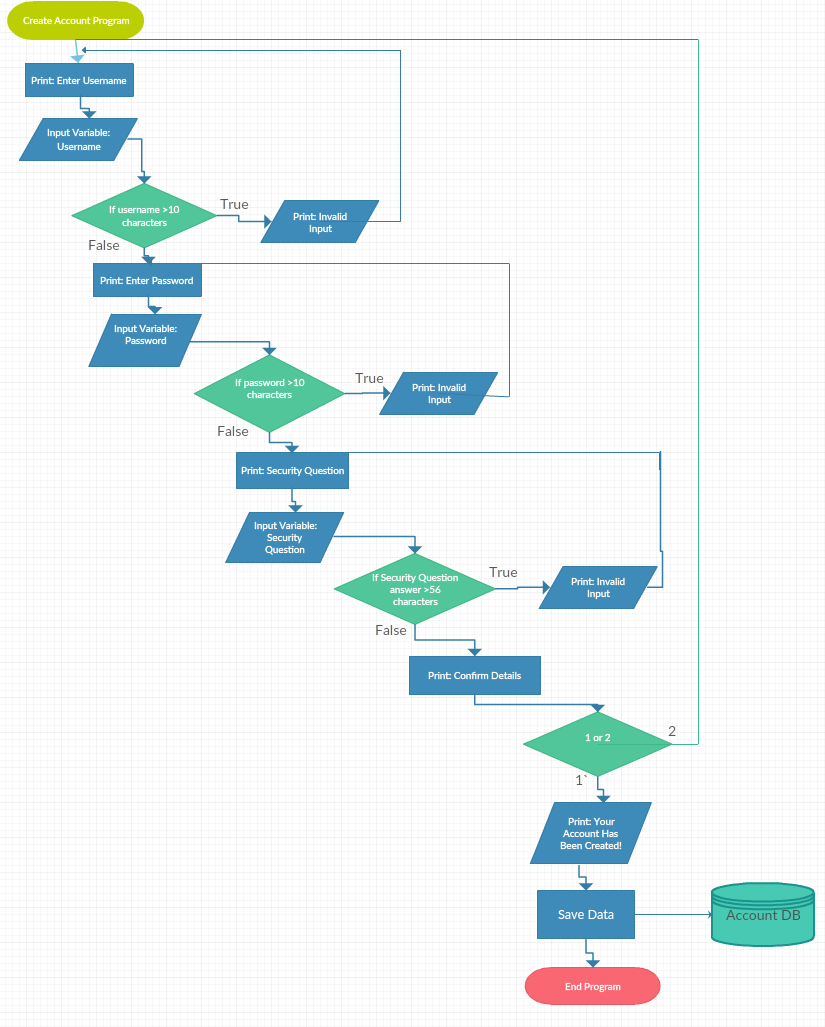 Create Account Program
Print: Enter Username
Input Variable:
Username
If username >10
characters
True
Print: Invalid
Input
False
Print: Enter Password
Input Variable:
Password
If password >10
characters
True
Print: Invalid
Input
False
Print: Security Question
Input Variable:
Security
Question
If Security Question
answer >56
characters
True
Print: Invalid
Input
False
Print: Confirm Details
1 or 2
2
1`
Print: Your
Account Has
Been Created!
Save Data
Account DB
End Program